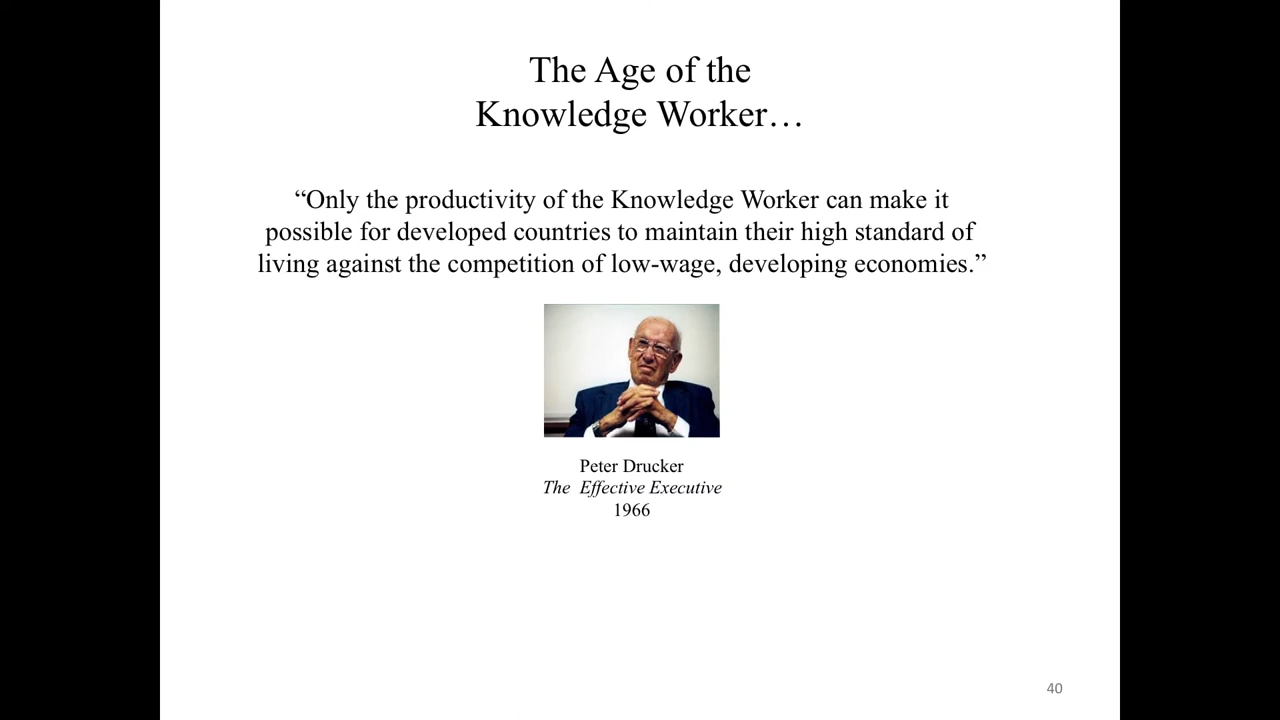 The Age of the
Knowledge Worker…
“Only the productivity of the Knowledge Worker can make it
possible for developed countries to maintain their high standard of
living against the competition of low-wage, developing economies.”
Peter Drucker
The  Effective Executive
1966
40